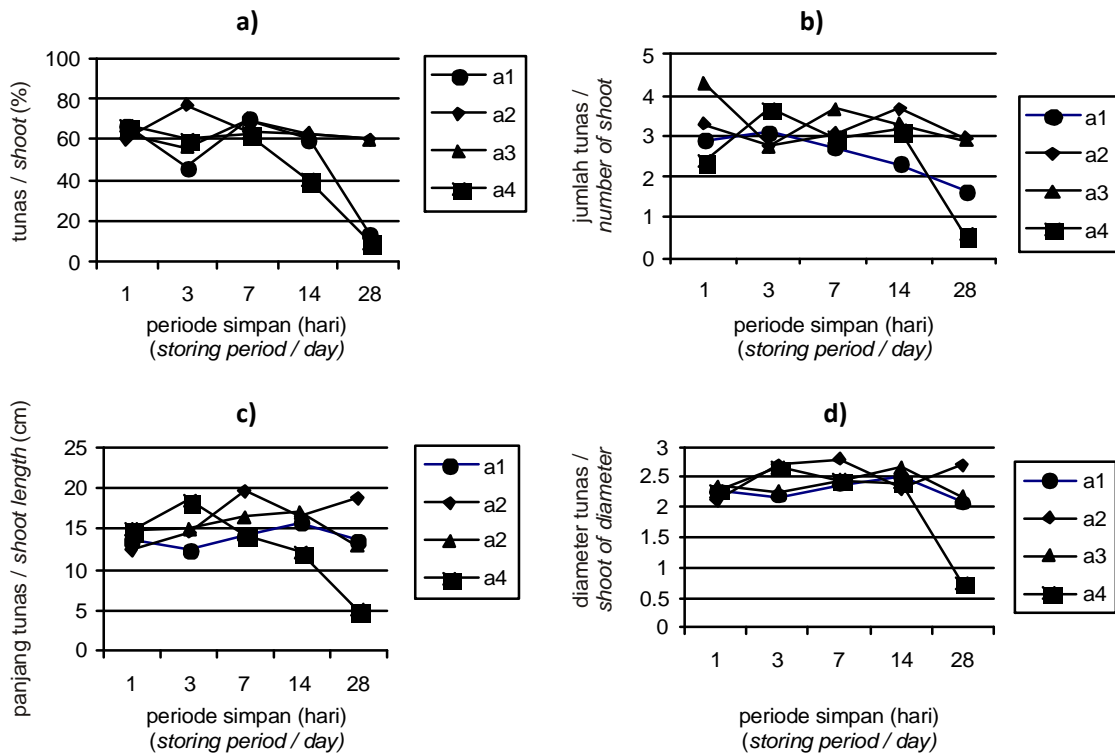 a)
tunas / shoot (%)
100
80
60
40
20
0
1 3 7 14 28
periode simpan (hari)
(storing period / day)
a1
a2
a3
a4
b)
jumlah tunas /
number of shoot
5
4
3
2
1
0
1 3 7 14 28
periode simpan (hari)
(storing period / day)
a1
a2
a3
a4
c)
panjang tunas / shoot length (cm)
25
20
15
10
5
0
1 3 7 14 28
periode simpan (hari)
(storing period / day)
a1
a2
a2
a4
d)
diameter tunas /
shoot of diameter
3
2.5
2
1.5
1
0.5
0
1 3 7 14 28
periode simpan (hari)
(storing period / day)
a1
a2
a3
a4